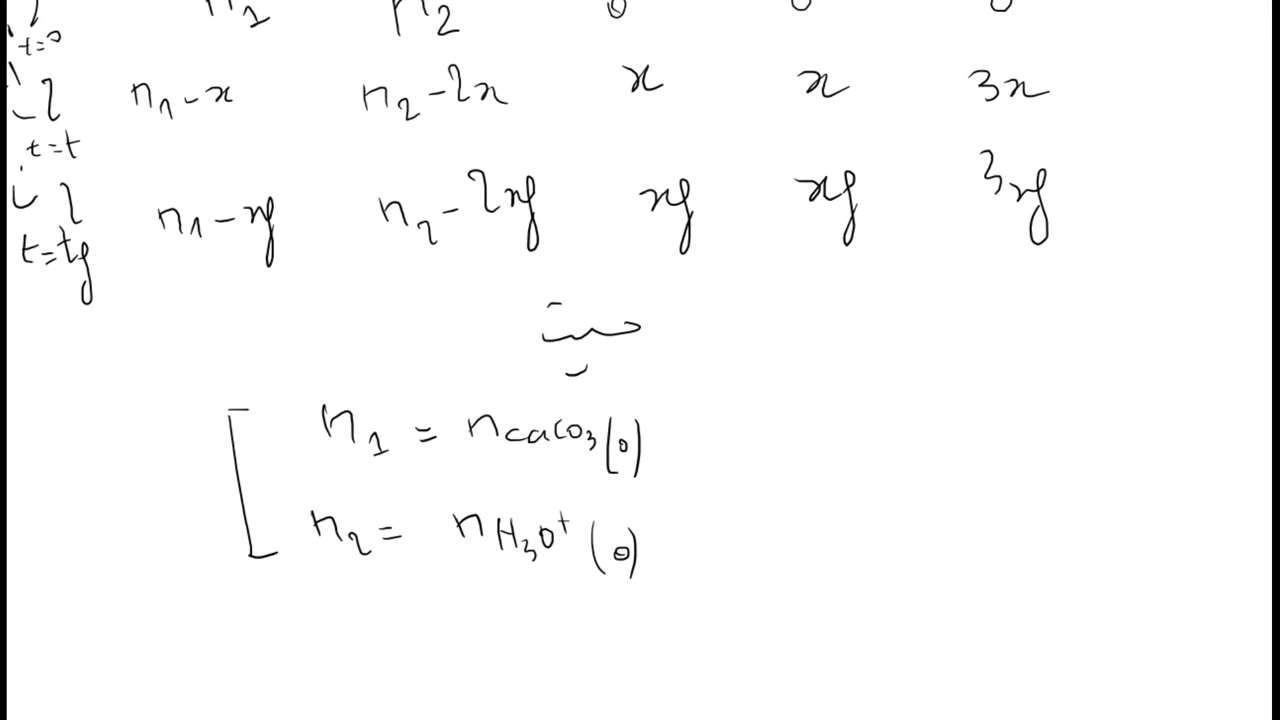 n₁ n₂ 0 0 0
t=0
n₁-x n₂-2x x x 3x
t=t
n₁-xf n₂-2xf xf xf 3xf
t=tf
حيث
n₁ = nCaCO₃(0)
n₂ = nH₃O⁺(0)